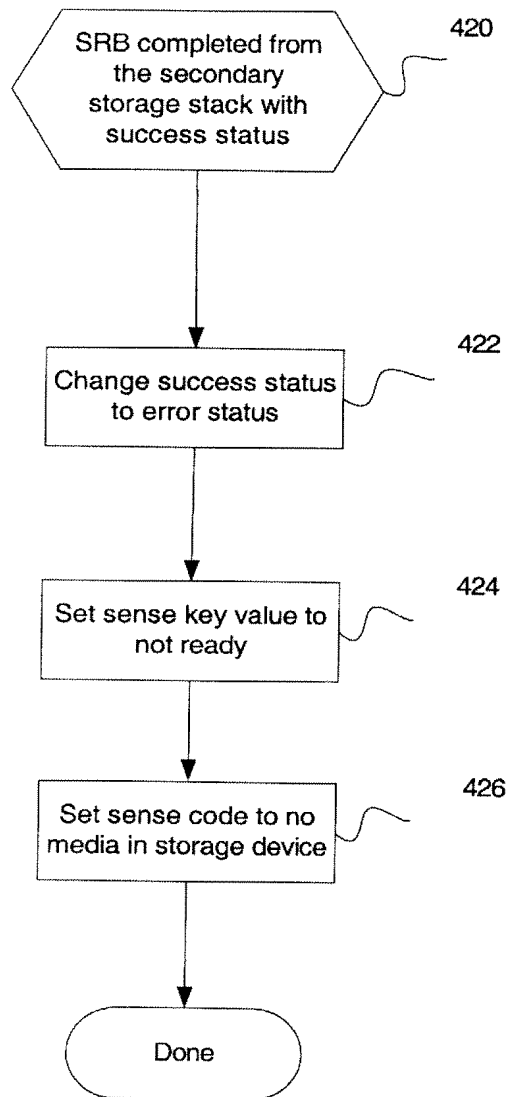 420
SRB completed from
the secondary
storage stack with
success status
422
Change success status
to error status
424
Set sense key value to
not ready
426
Set sense code to no
media in storage device
Done